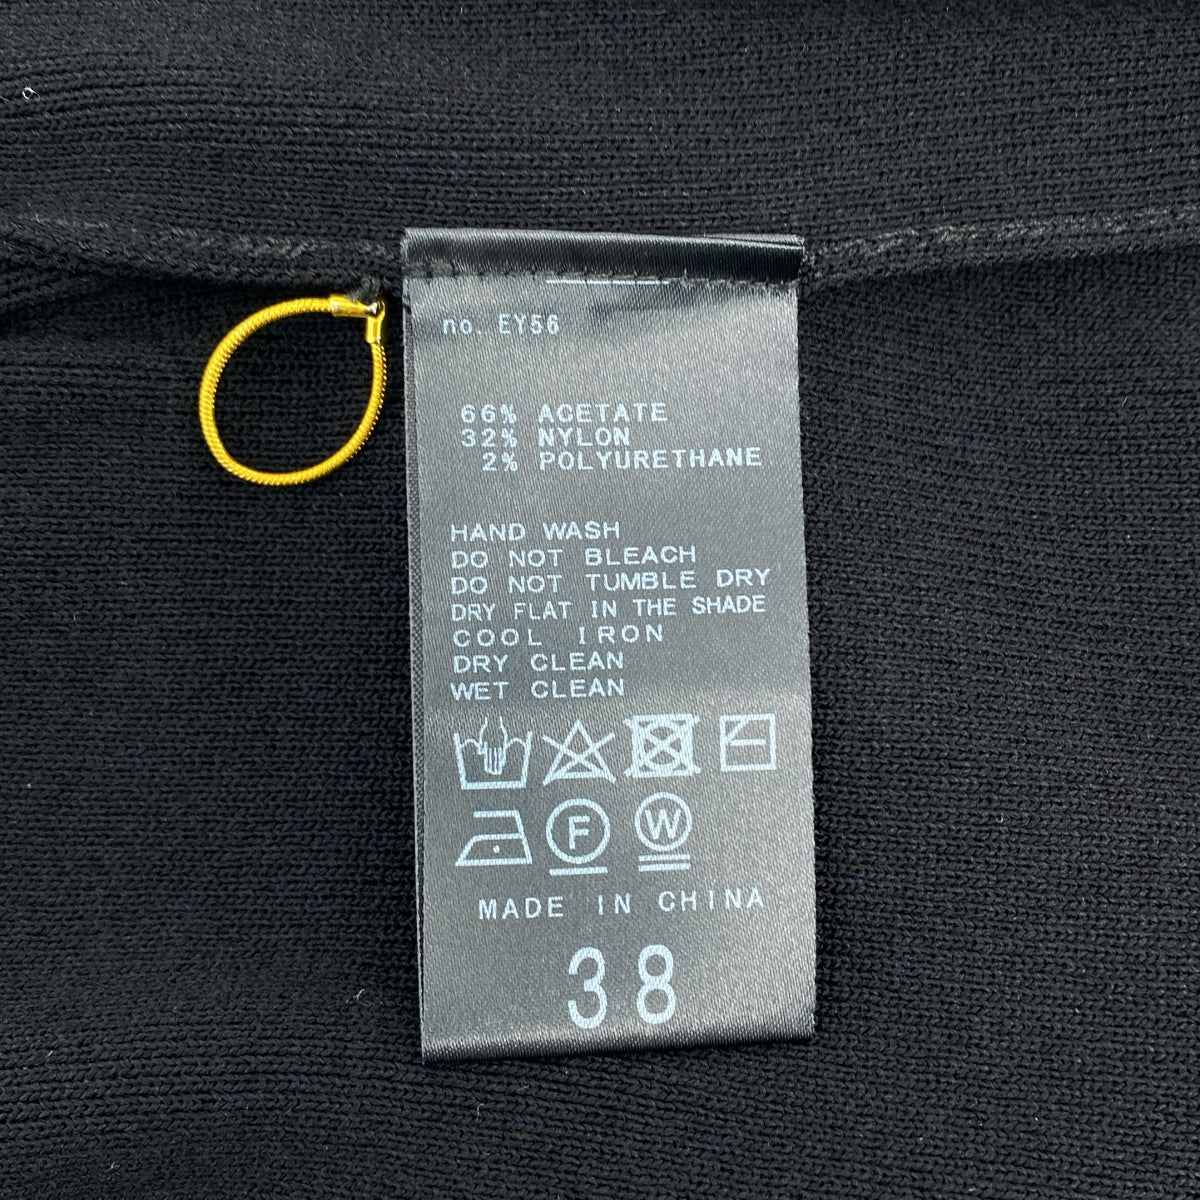 no. EY56
66% ACETATE
32% NYLON
2% POLYURETHANE
HAND WASH
DO NOT BLEACH
DO NOT TUMBLE DRY
DRY FLAT IN THE SHADE
COOL IRON
DRY CLEAN
WET CLEAN
F W
MADE IN CHINA
38